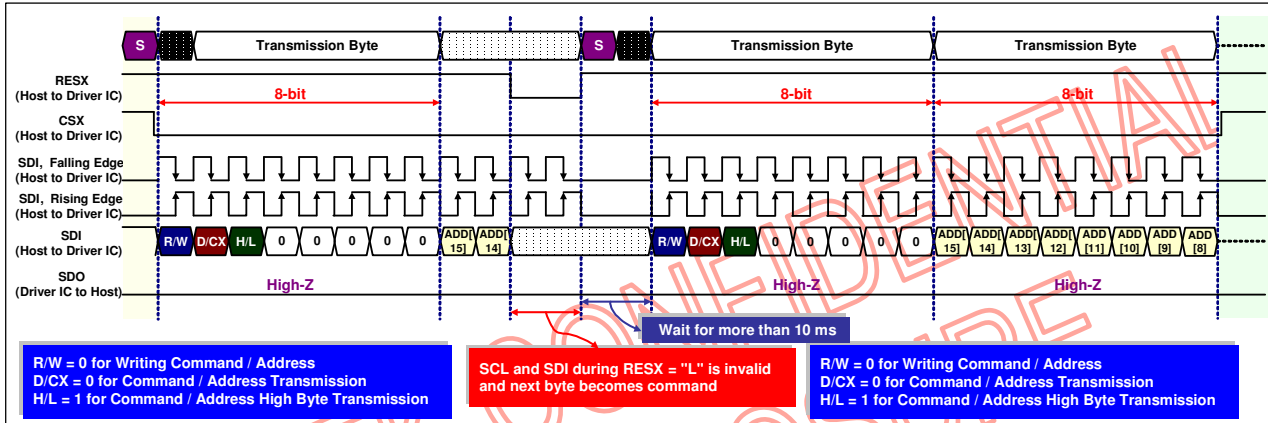 S Transmission Byte S Transmission Byte Transmission Byte
RESX
(Host to Driver IC)
8-bit 8-bit 8-bit
CSX
(Host to Driver IC)
SDI, Falling Edge
(Host to Driver IC)
SDI, Rising Edge
(Host to Driver IC)
SDI
(Host to Driver IC)
R/W D/CX H/L 0 0 0 0 0 ADD[15] ADD[14] R/W D/CX H/L 0 0 0 0 0 ADD[15] ADD[14] ADD[13] ADD[12] ADD[11] ADD[10] ADD[9] ADD[8]
SDO
(Driver IC to Host)
High-Z High-Z High-Z
Wait for more than 10 ms
R/W = 0 for Writing Command / Address
D/CX = 0 for Command / Address Transmission
H/L = 1 for Command / Address High Byte Transmission
SCL and SDI during RESX = "L" is invalid
and next byte becomes command
R/W = 0 for Writing Command / Address
D/CX = 0 for Command / Address Transmission
H/L = 1 for Command / Address High Byte Transmission
CONFIDENTIAL